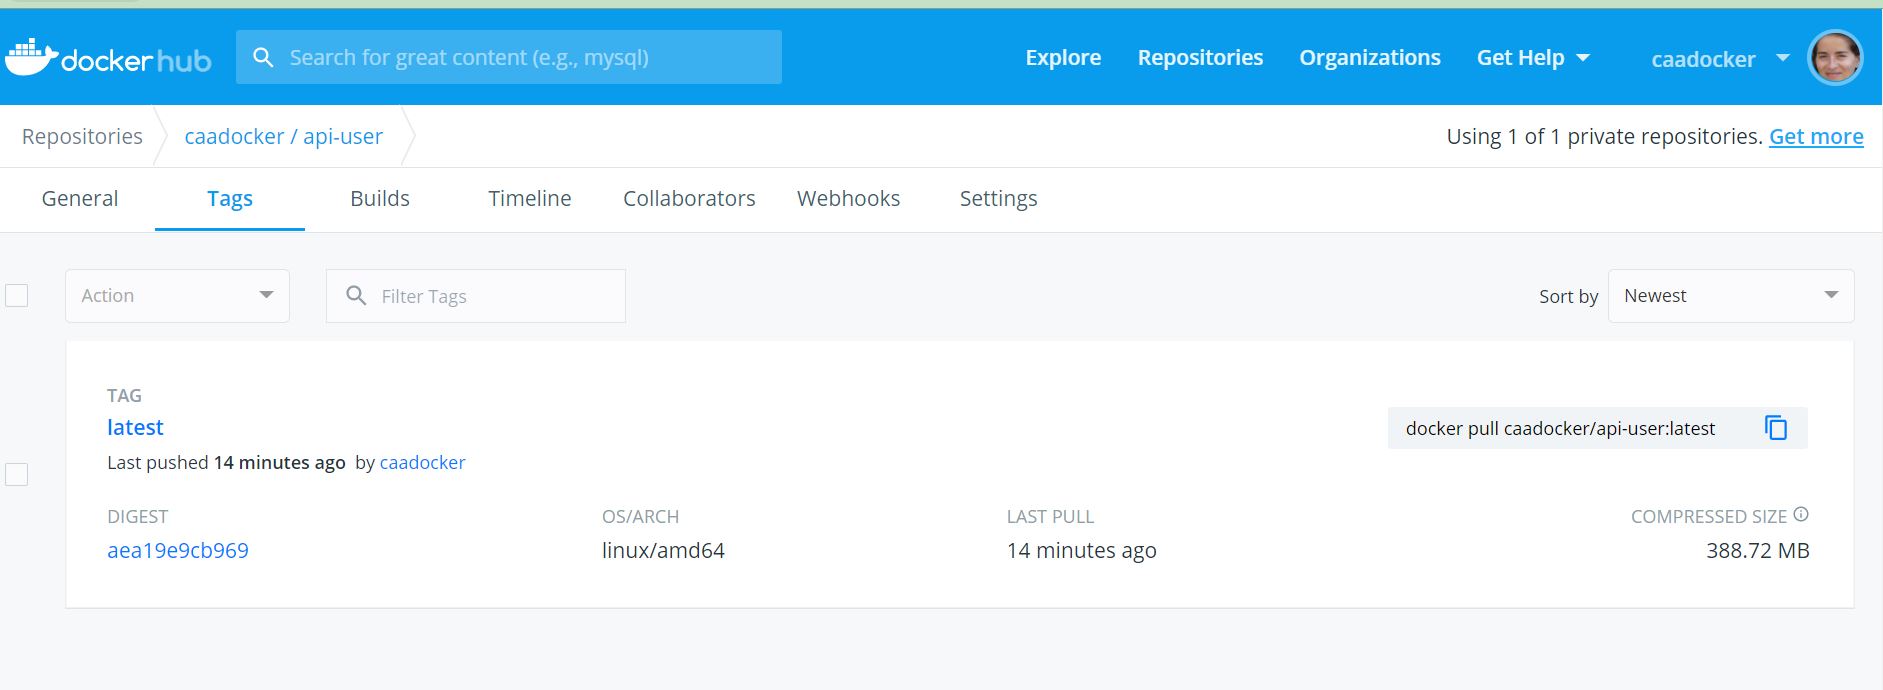 dockerhub
Search for great content (e.g., mysql)
Explore
Repositories
Organizations
Get Help
caadocker
Repositories
caadocker / api-user
Using 1 of 1 private repositories. Get more
General
Tags
Builds
Timeline
Collaborators
Webhooks
Settings
Action
Filter Tags
Sort by
Newest
TAG
latest
docker pull caadocker/api-user:latest
Last pushed 14 minutes ago by caadocker
DIGEST
OS/ARCH
LAST PULL
COMPRESSED SIZE
aea19e9cb969
linux/amd64
14 minutes ago
388.72 MB